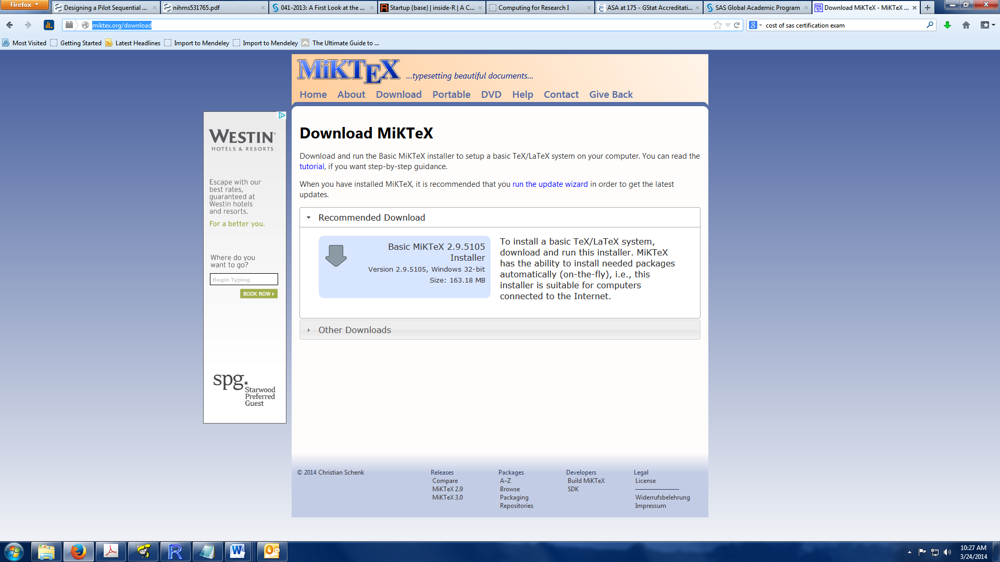 Firefox
Designing a Pilot Sequential ...
nihms531765.pdf
041-2013: A First Look at the ...
Startup {base} | inside-R | A C...
Computing for Research I
ASA at 175 - GStat Accreditati...
SAS Global Academic Program
Download MiKTeX - MiKTeX ...
miktex.org/download
cost of sas certification exam
Most Visited
Getting Started
Latest Headlines
Import to Mendeley
Import to Mendeley
The Ultimate Guide to ...
MiKTeX ...typesetting beautiful documents...
Home About Download Portable DVD Help Contact Give Back
WESTIN®
HOTELS & RESORTS
Escape with our
best rates,
guaranteed at
Westin hotels
and resorts.
For a better you.
Where do you
want to go?
Begin Typing
BOOK NOW
spg.
Starwood
Preferred
Guest
Download MiKTeX
Download and run the Basic MiKTeX installer to setup a basic TeX/LaTeX system on your computer. You can read the
tutorial, if you want step-by-step guidance.
When you have installed MiKTeX, it is recommended that you run the update wizard in order to get the latest
updates.
Recommended Download
Basic MiKTeX 2.9.5105
Installer
Version 2.9.5105, Windows 32-bit
Size: 163.18 MB
To install a basic TeX/LaTeX system,
download and run this installer. MiKTeX
has the ability to install needed packages
automatically (on-the-fly), i.e., this
installer is suitable for computers
connected to the Internet.
Other Downloads
© 2014 Christian Schenk
Releases
Compare
MiKTeX 2.9
MiKTeX 3.0
Packages
A–Z
Browse
Packaging
Repositories
Developers
Build MiKTeX
SDK
Legal
License
Widerrufsbelehrung
Impressum
10:27 AM
3/24/2014